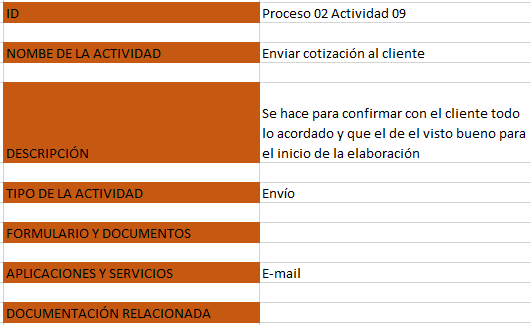 ID Proceso 02 Actividad 09
NOMBE DE LA ACTIVIDAD Enviar cotización al cliente
Se hace para confirmar con el cliente todo
lo acordado y que el de el visto bueno para
DESCRIPCIÓN el inicio de la elaboración
TIPO DE LA ACTIVIDAD Envío
FORMULARIO Y DOCUMENTOS
APLICACIONES Y SERVICIOS E-mail
DOCUMENTACIÓN RELACIONADA